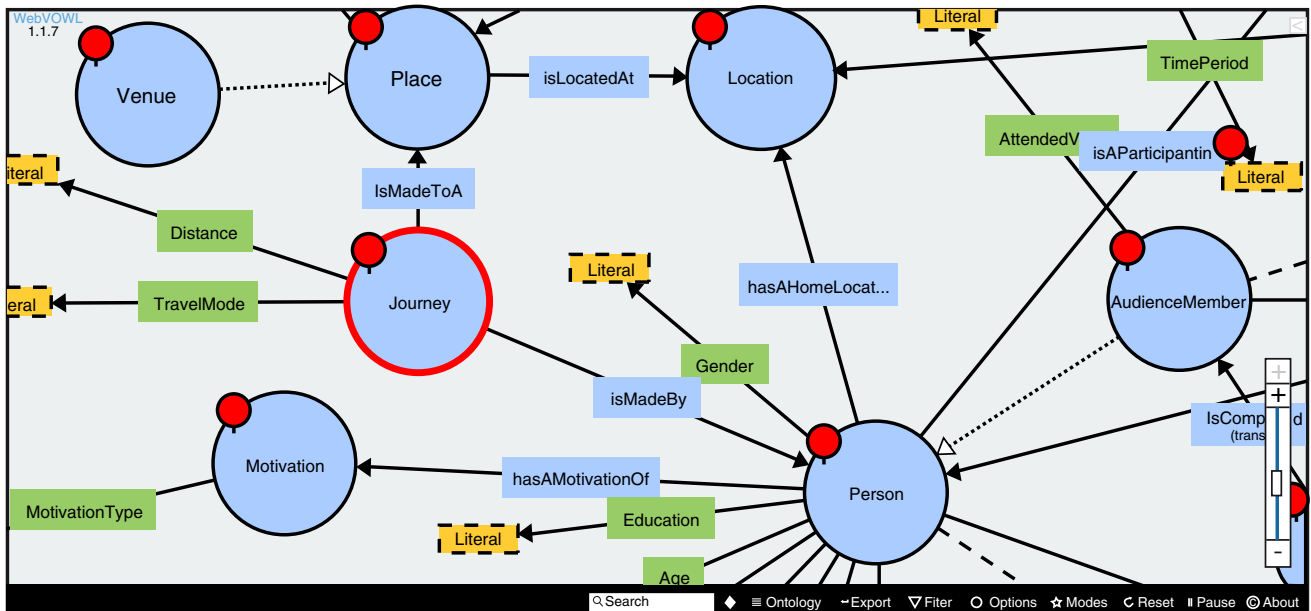 WebVOWL
1.1.7
Literal
<
Venue
Place
isLocatedAt
Location
TimePeriod
AttendedV
isAParticipantin
Literal
iteral
IsMadeToA
Distance
Literal
hasAHomeLocat...
eral
TravelMode
Journey
AudienceMember
Gender
isMadeBy
+
+
IsComp d
(trans
Motivation
hasAMotivationOf
Person
MotivationType
Education
Literal
-
Age
Search
Ontology
Export
Fiter
Options
Modes
Reset
Pause
©About